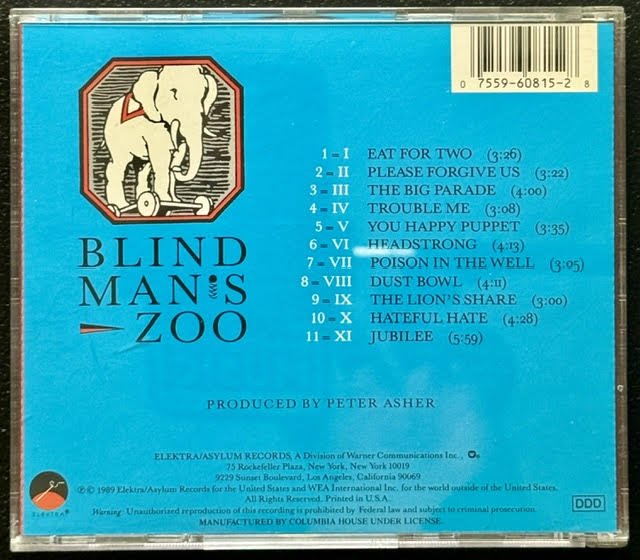 0 7559-60815-2 8
BLIND
MAN'S
ZOO
1 = I EAT FOR TWO (3:26)
2 = II PLEASE FORGIVE US (3:22)
3 = III THE BIG PARADE (4:00)
4 = IV TROUBLE ME (3:08)
5 = V YOU HAPPY PUPPET (3:35)
6 = VI HEADSTRONG (4:13)
7 = VII POISON IN THE WELL (3:05)
8 = VIII DUST BOWL (4:11)
9 = IX THE LION'S SHARE (3:00)
10 = X HATEFUL HATE (4:28)
11 = XI JUBILEE (5:59)
PRODUCED BY PETER ASHER
ELEKTRA/ASYLUM RECORDS, A Division of Warner Communications Inc.,
75 Rockefeller Plaza, New York, New York 10019
9229 Sunset Boulevard, Los Angeles, California 90069
℗ © 1989 Elektra/Asylum Records for the United States and WEA International Inc. for the world outside of the United States.
All Rights Reserved. Printed in U.S.A.
Warning: Unauthorized reproduction of this recording is prohibited by Federal law and subject to criminal prosecution.
MANUFACTURED BY COLUMBIA HOUSE UNDER LICENSE.
ELEKTRA
DDD